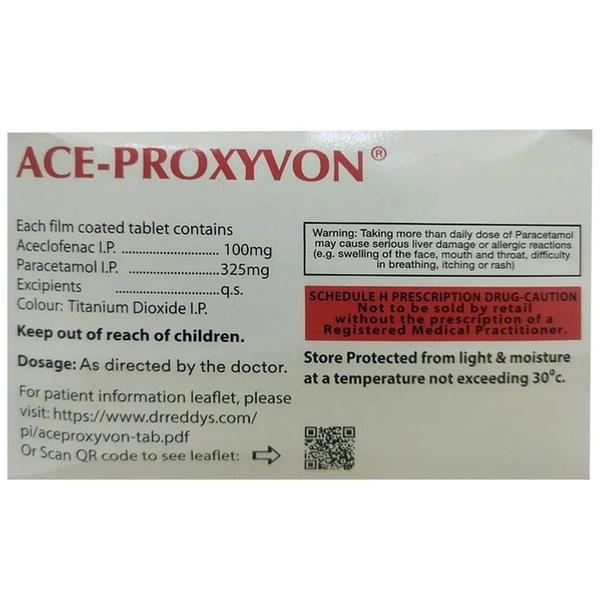 ACE-PROXYVON®
Each film coated tablet contains
Aceclofenac I.P. ............................ 100mg
Paracetamol I.P. ............................ 325mg
Excipients ............................q.s.
Colour: Titanium Dioxide I.P.
Keep out of reach of children.
Dosage: As directed by the doctor.
For patient information leaflet, please
visit: https://www.drreddys.com/
pi/aceproxyvon-tab.pdf
Or Scan QR code to see leaflet:
Warning: Taking more than daily dose of Paracetamol
may cause serious liver damage or allergic reactions
(e.g. swelling of the face, mouth and throat, difficulty
in breathing, itching or rash)
SCHEDULE H PRESCRIPTION DRUG-CAUTION
Not to be sold by retail
without the prescription of a
Registered Medical Practitioner.
Store Protected from light & moisture
at a temperature not exceeding 30°c.